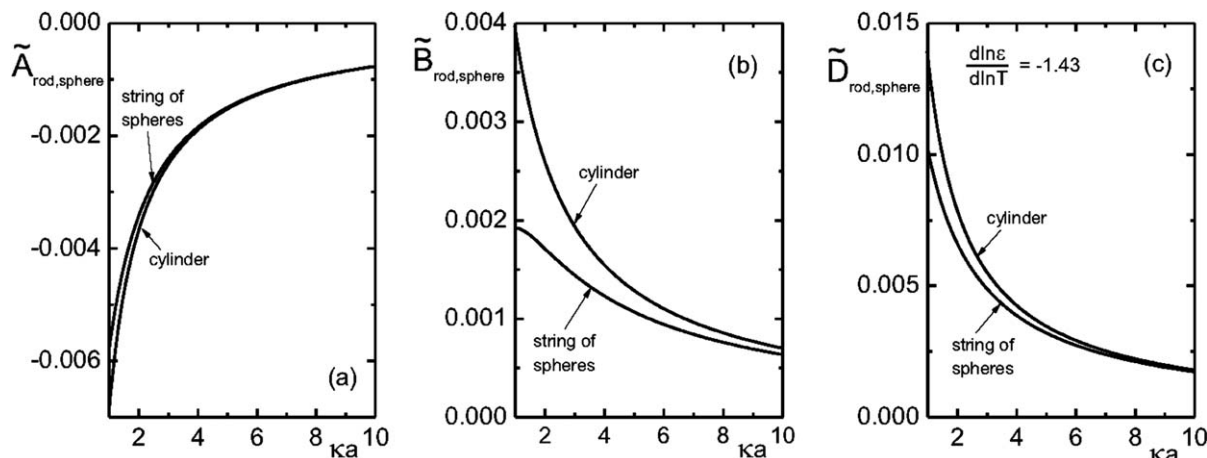 0.000
-0.002
-0.004
-0.006
Ã rod,sphere
string of
spheres
cylinder
(a)
2 4 6 8 10
κa
0.004
0.003
0.002
0.001
0.000
B̃ rod,sphere
(b)
cylinder
string of
spheres
2 4 6 8 10
κa
0.015
0.010
0.005
0.000
D̃ rod,sphere
dlnε
dlnT
= -1.43
(c)
cylinder
string of
spheres
2 4 6 8 10
κa